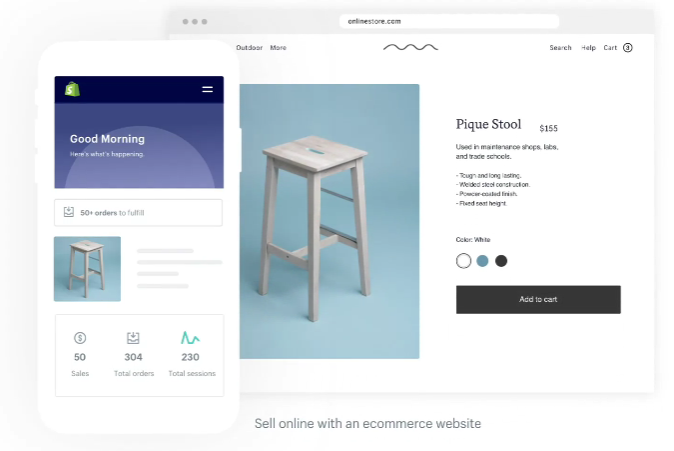 onlinestore.com
Outdoor More
Search Help Cart 3
Good Morning
Here's what's happening.
50+ orders to fulfill
50
Sales
304
Total orders
230
Total sessions
Pique Stool $155
Used in maintenance shops, labs,
and trade schools.
- Tough and long lasting.
- Welded steel construction.
- Powder-coated finish.
- Fixed seat height.
Color: White
Add to cart
Sell online with an ecommerce website